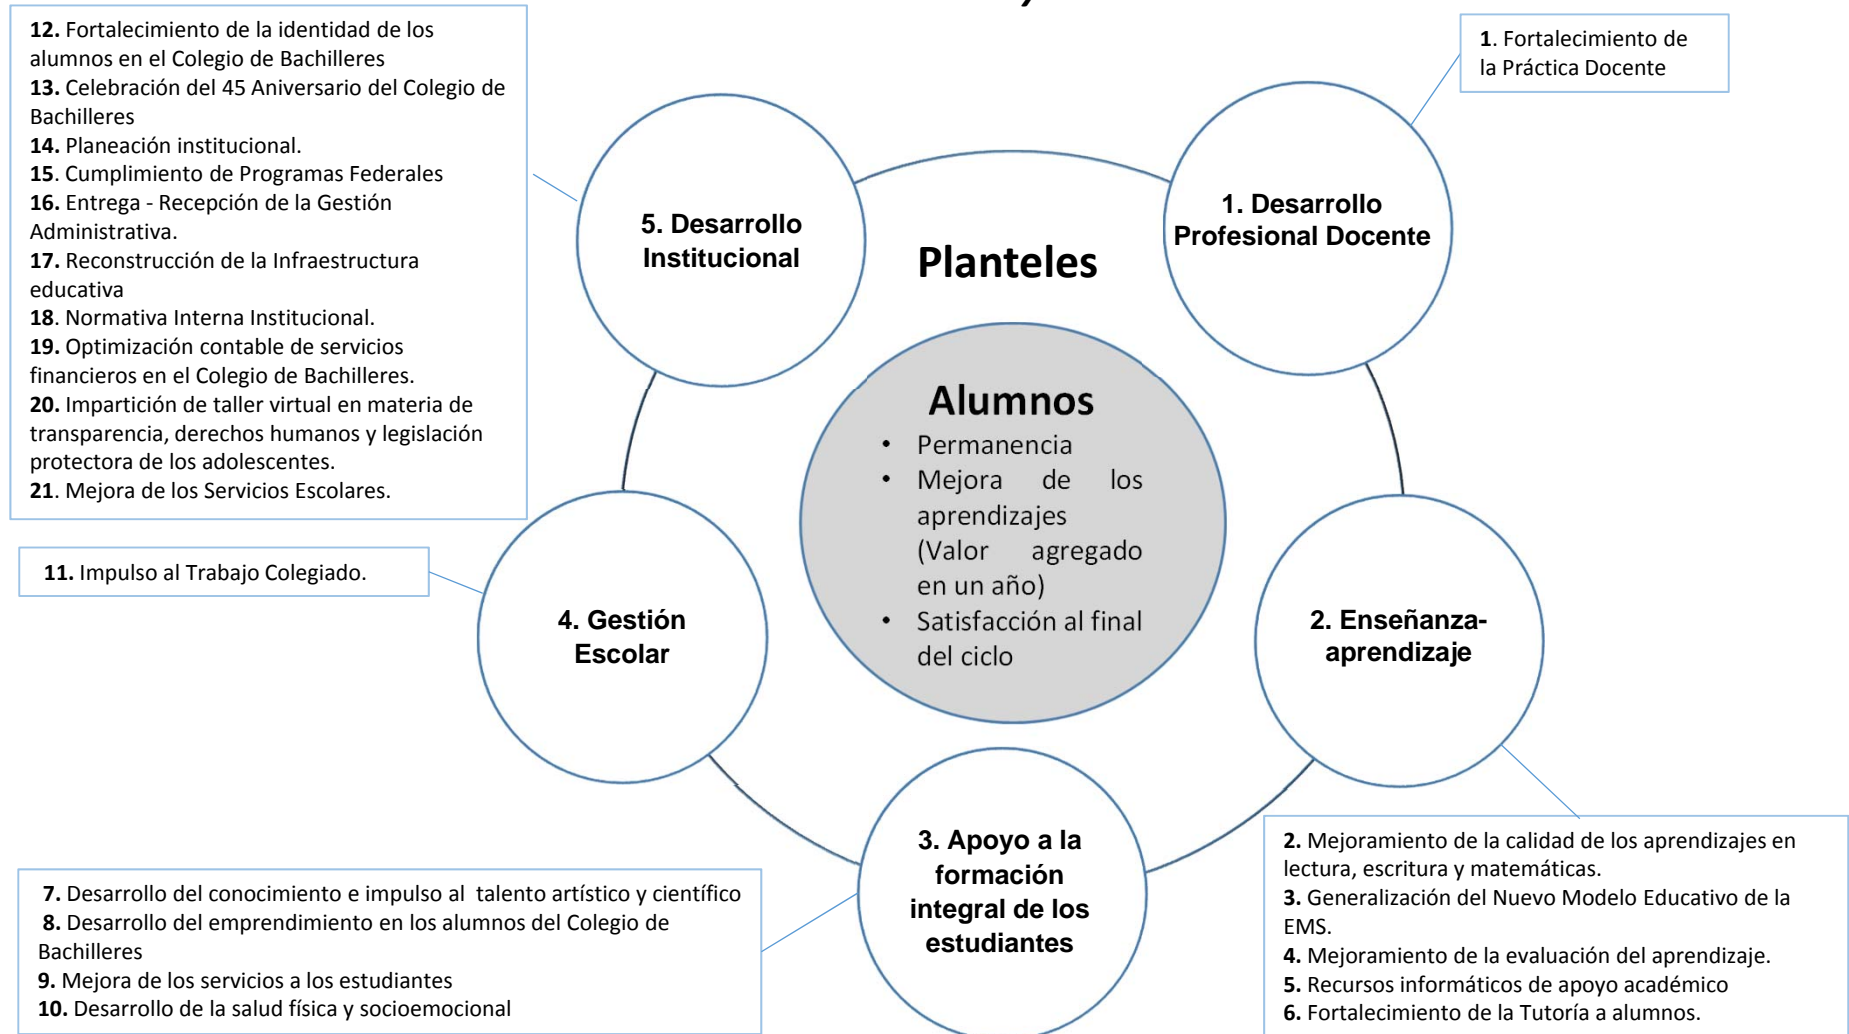 12. Fortalecimiento de la identidad de los
alumnos en el Colegio de Bachilleres
13. Celebración del 45 Aniversario del Colegio de
Bachilleres
14. Planeación institucional.
15. Cumplimiento de Programas Federales
16. Entrega - Recepción de la Gestión
Administrativa.
17. Reconstrucción de la Infraestructura
educativa
18. Normativa Interna Institucional.
19. Optimización contable de servicios
financieros en el Colegio de Bachilleres.
20. Impartición de taller virtual en materia de
transparencia, derechos humanos y legislación
protectora de los adolescentes.
21. Mejora de los Servicios Escolares.
1. Fortalecimiento de
la Práctica Docente
5. Desarrollo
Institucional
Planteles
1. Desarrollo
Profesional Docente
Alumnos
• Permanencia
• Mejora de los
aprendizajes
(Valor agregado
en un año)
• Satisfacción al final
del ciclo
11. Impulso al Trabajo Colegiado.
4. Gestión
Escolar
2. Enseñanza-
aprendizaje
3. Apoyo a la
formación
integral de los
estudiantes
7. Desarrollo del conocimiento e impulso al talento artístico y científico
8. Desarrollo del emprendimiento en los alumnos del Colegio de
Bachilleres
9. Mejora de los servicios a los estudiantes
10. Desarrollo de la salud física y socioemocional
2. Mejoramiento de la calidad de los aprendizajes en
lectura, escritura y matemáticas.
3. Generalización del Nuevo Modelo Educativo de la
EMS.
4. Mejoramiento de la evaluación del aprendizaje.
5. Recursos informáticos de apoyo académico
6. Fortalecimiento de la Tutoría a alumnos.